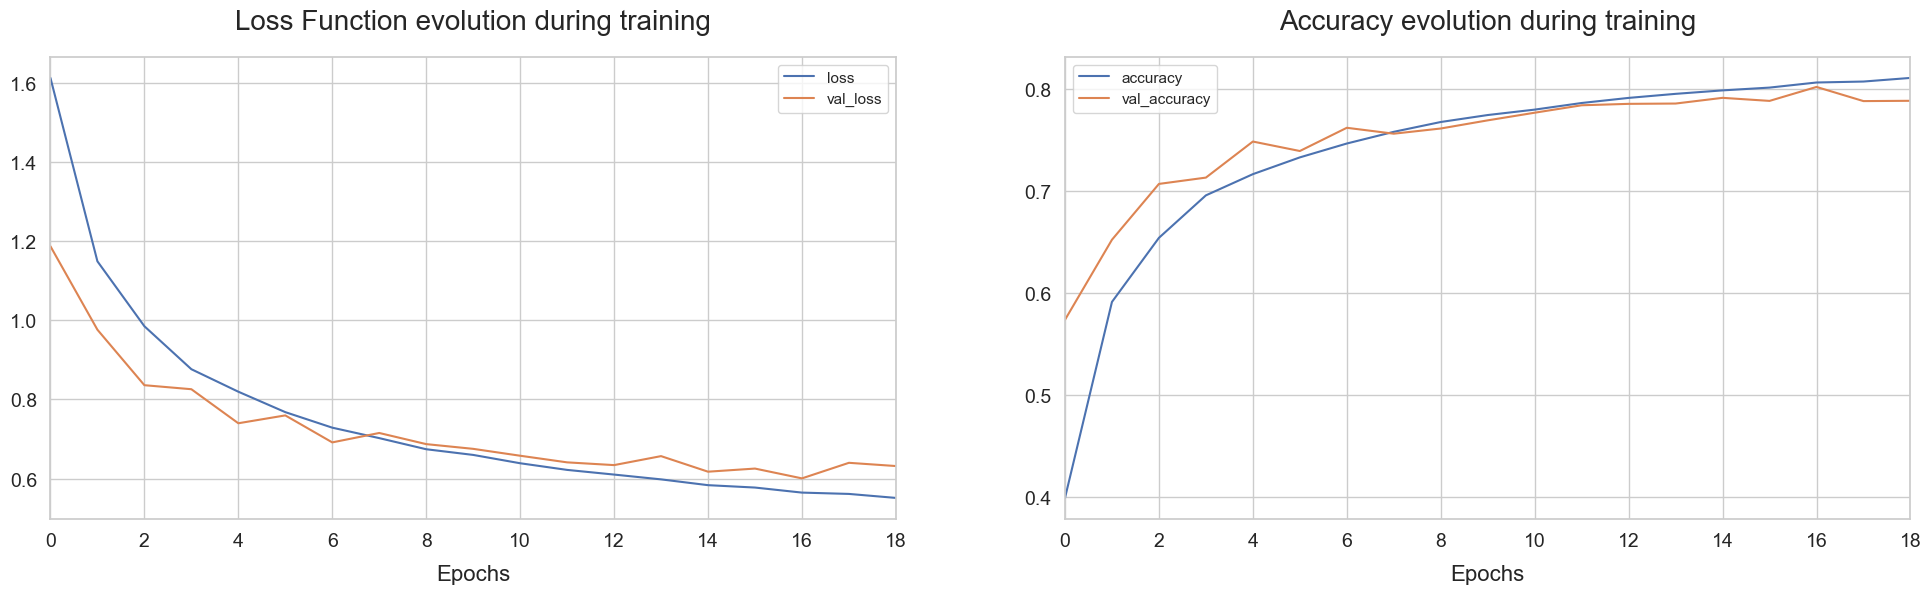 Loss Function evolution during training
1.6
1.4
1.2
1.0
0.8
0.6
0 2 4 6 8 10 12 14 16 18
Epochs
loss
val_loss
Accuracy evolution during training
0.8
0.7
0.6
0.5
0.4
0 2 4 6 8 10 12 14 16 18
Epochs
accuracy
val_accuracy